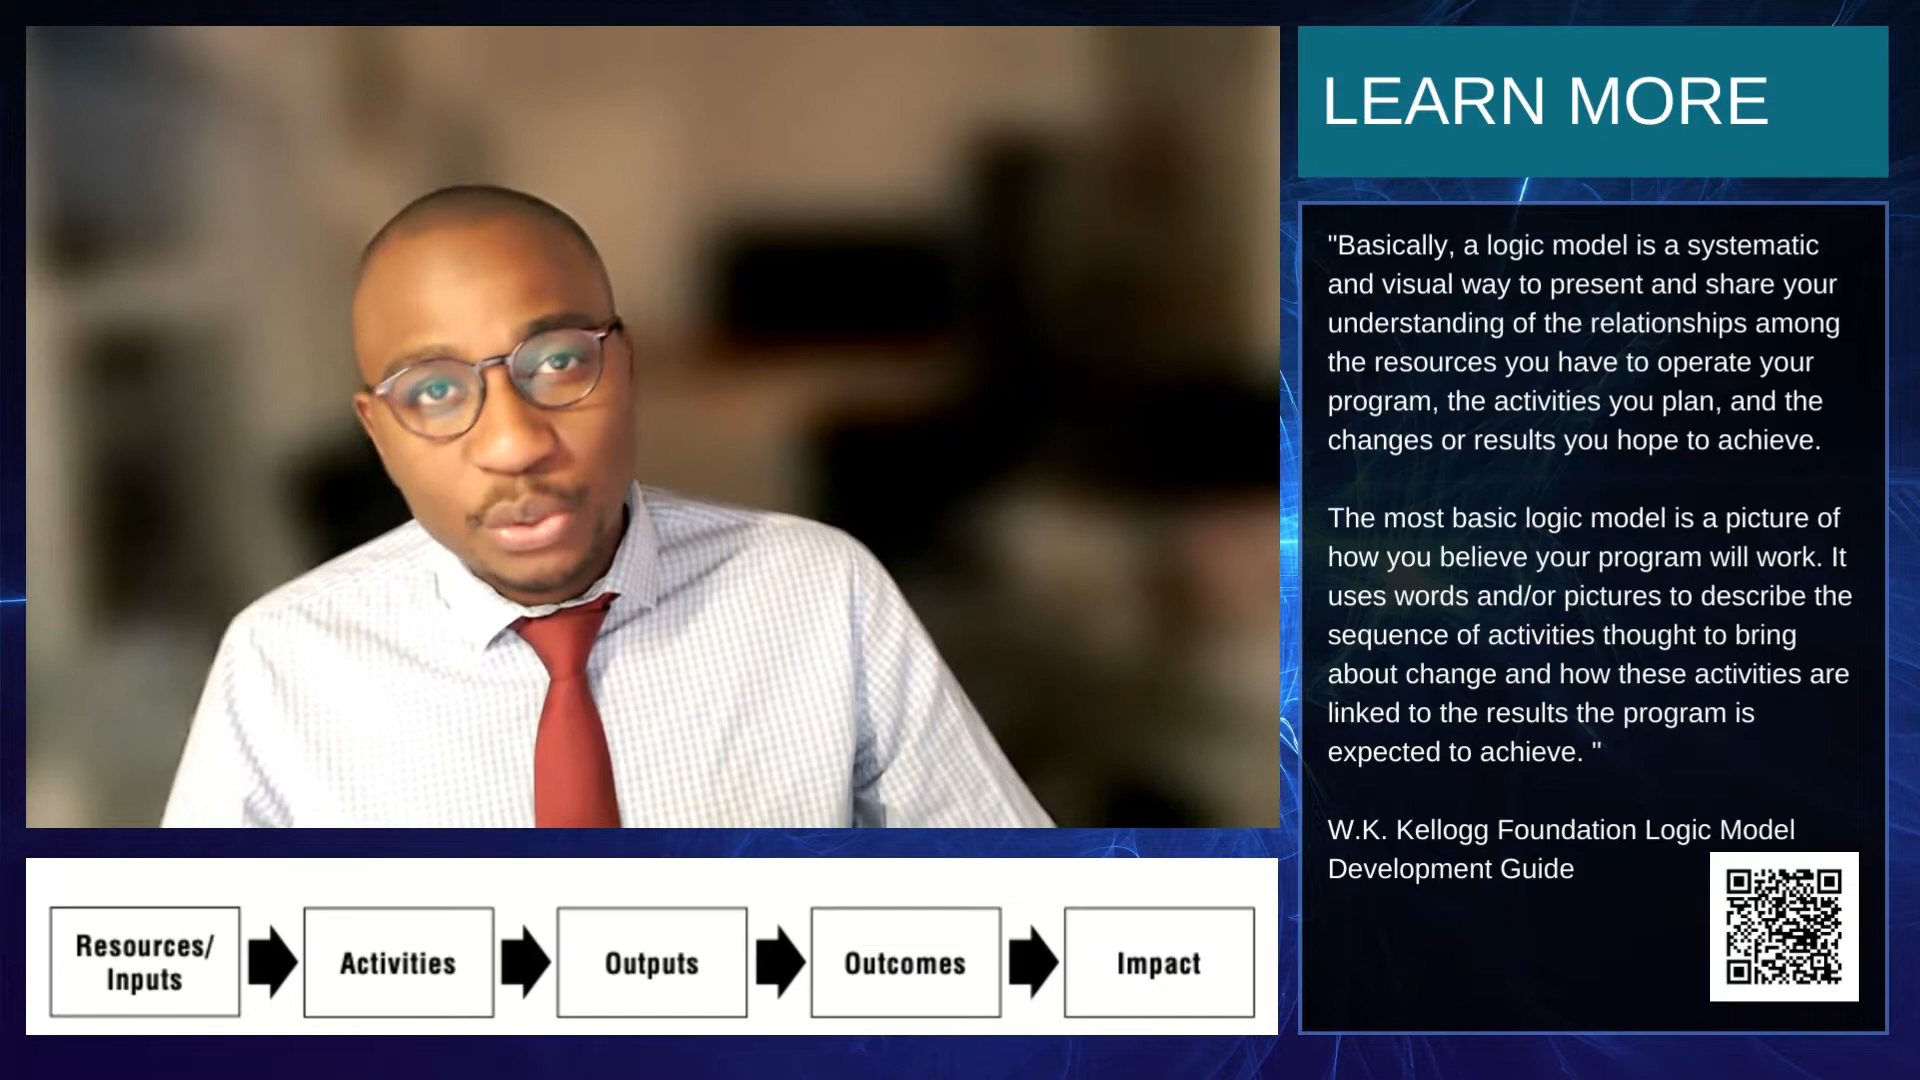 LEARN MORE
"Basically, a logic model is a systematic
and visual way to present and share your
understanding of the relationships among
the resources you have to operate your
program, the activities you plan, and the
changes or results you hope to achieve.
The most basic logic model is a picture of
how you believe your program will work. It
uses words and/or pictures to describe the
sequence of activities thought to bring
about change and how these activities are
linked to the results the program is
expected to achieve. "
W.K. Kellogg Foundation Logic Model
Development Guide
Resources/
Inputs
Activities
Outputs
Outcomes
Impact